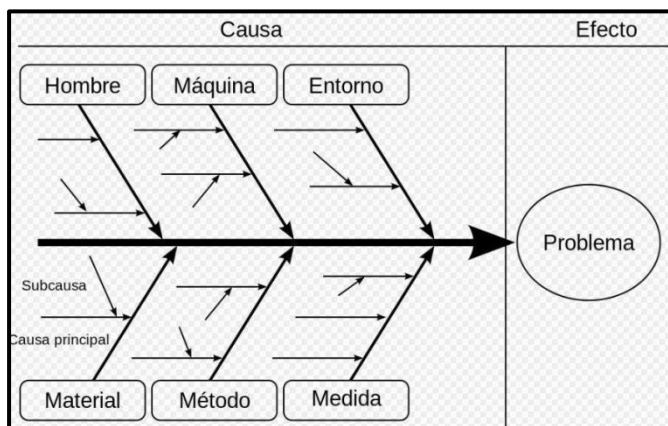 Causa
Efecto
Hombre
Máquina
Entorno
Problema
Subcausa
Causa principal
Material
Método
Medida